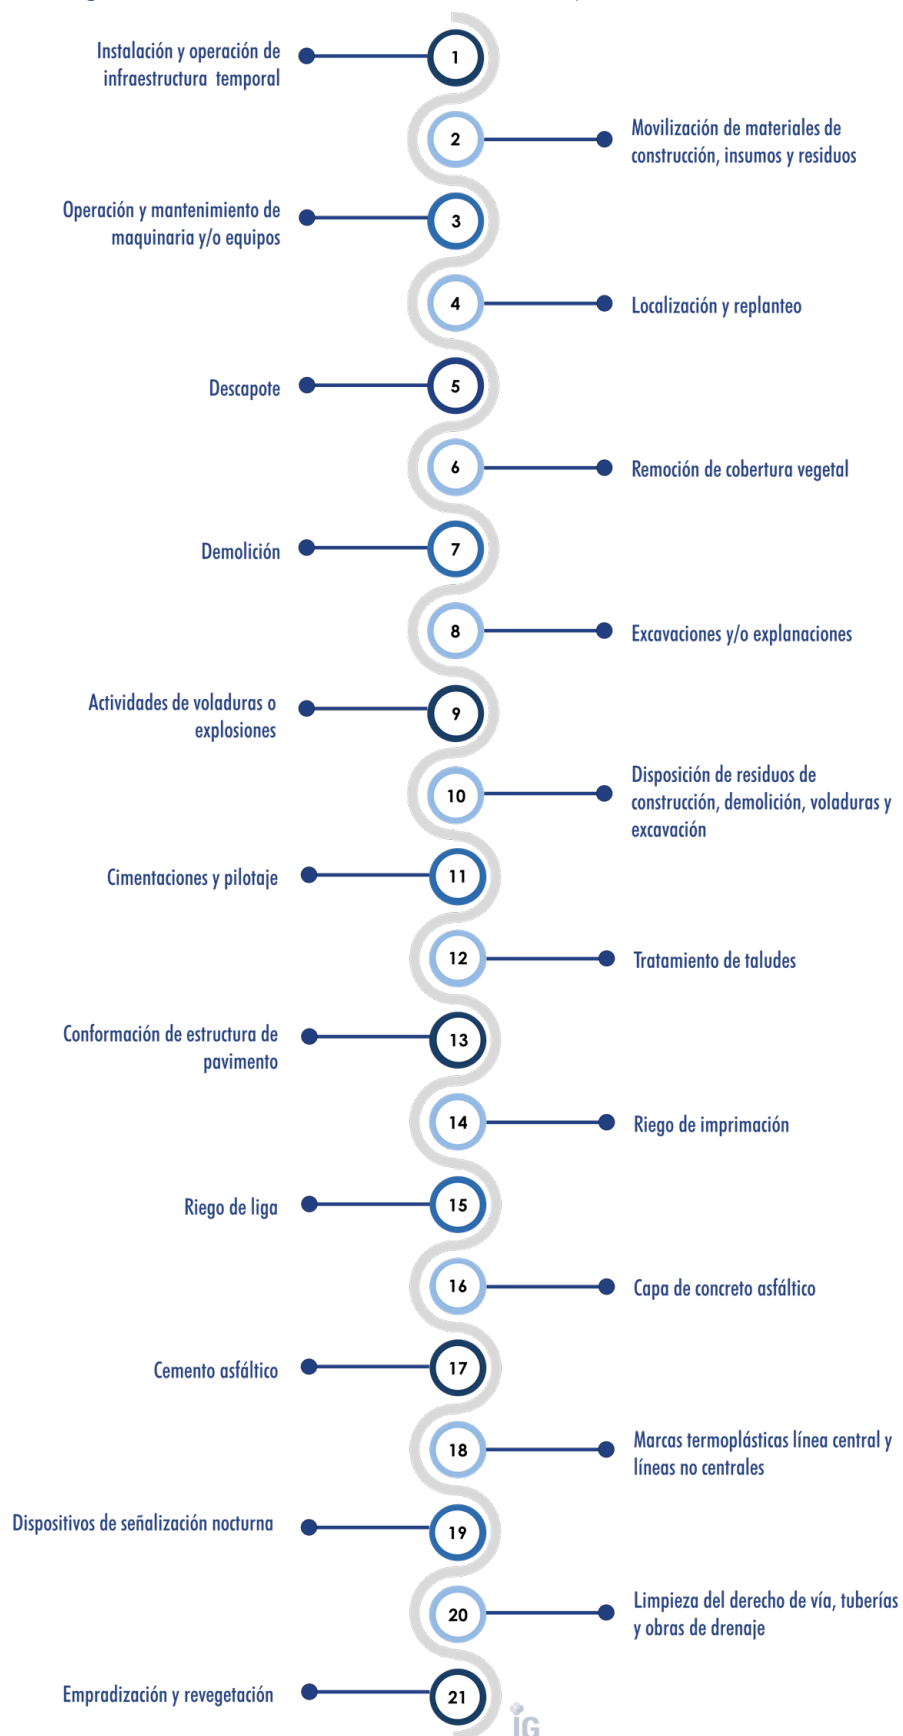 Instalación y operación de
infraestructura temporal
1
2
Movilización de materiales de
construcción, insumos y residuos
Operación y mantenimiento de
maquinaria y/o equipos
3
4
Localización y replanteo
Descapote
5
6
Remoción de cobertura vegetal
Demolición
7
8
Excavaciones y/o explanaciones
Actividades de voladuras o
explosiones
9
10
Disposición de residuos de
construcción, demolición, voladuras y
excavación
Cimentaciones y pilotaje
11
12
Tratamiento de taludes
Conformación de estructura de
pavimento
13
14
Riego de imprimación
Riego de liga
15
16
Capa de concreto asfáltico
Cemento asfáltico
17
18
Marcas termoplásticas línea central y
líneas no centrales
Dispositivos de señalización nocturna
19
20
Limpieza del derecho de vía, tuberías
y obras de drenaje
Empradización y revegetación
21
IG